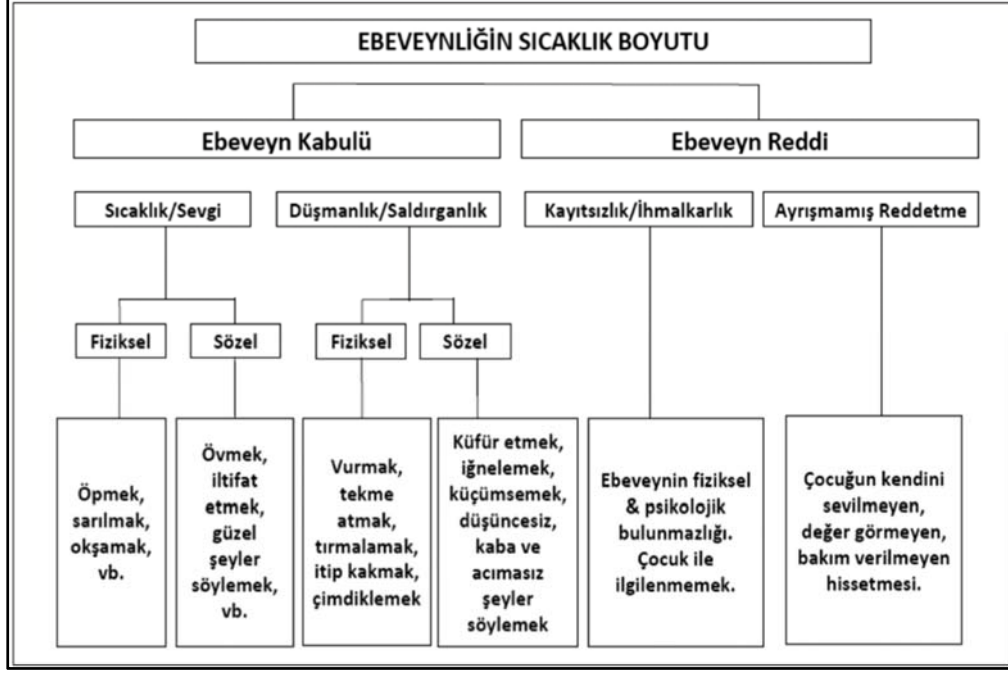 EBEVEYNLİĞİN SICAKLIK BOYUTU
Ebeveyn Kabulü
Ebeveyn Reddi
Sıcaklık/Sevgi
Düşmanlık/Saldırganlık
Kayıtsızlık/İhmalkarlık
Ayrışmamış Reddetme
Fiziksel
Sözel
Fiziksel
Sözel
Öpmek,
sarılmak,
okşamak,
vb.
Övmek,
iltifat
etmek,
güzel
şeyler
söylemek,
vb.
Vurmak,
tekme
atmak,
tırmalamak,
itip kakmak,
çimdiklemek
Küfür etmek,
iğnelemek,
küçümsemek,
düşüncesiz,
kaba ve
acımasız
şeyler
söylemek
Ebeveynin fiziksel
& psikolojik
bulunmazlığı.
Çocuk ile
ilgilenmemek.
Çocuğun kendini
sevilmeyen,
değer görmeyen,
bakım verilmeyen
hissetmesi.